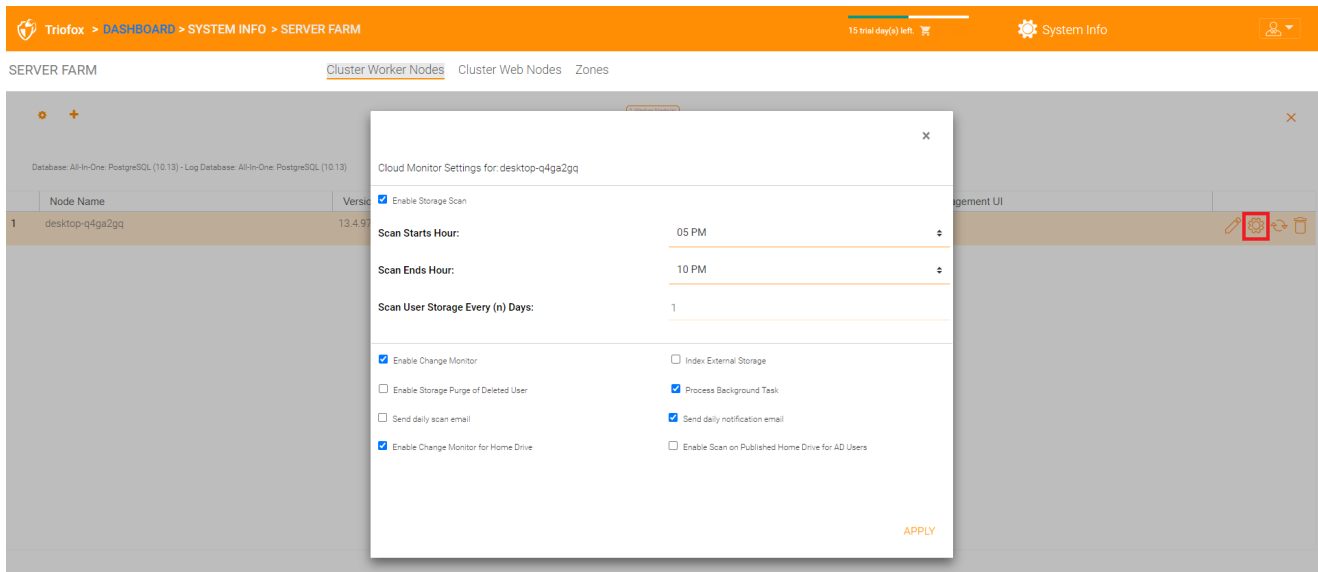 Triofox > DASHBOARD > SYSTEM INFO > SERVER FARM
15 trial day(s) left
System Info
SERVER FARM
Cluster Worker Nodes Cluster Web Nodes Zones
Database: All-In-One: PostgreSQL (10.13) - Log Database: All-In-One: PostgreSQL (10.13)
Node Name Versio agement UI
1 desktop-q4ga2gq 13.4.97
×
Cloud Monitor Settings for: desktop-q4ga2gq
Enable Storage Scan
Scan Starts Hour: 05 PM
Scan Ends Hour: 10 PM
Scan User Storage Every (n) Days: 1
Enable Change Monitor Index External Storage
Enable Storage Purge of Deleted User Process Background Task
Send daily scan email Send daily notification email
Enable Change Monitor for Home Drive Enable Scan on Published Home Drive for AD Users
APPLY